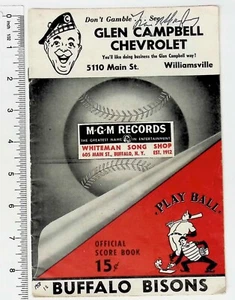 Don't Gamble See
GLEN CAMPBELL
CHEVROLET
You'll like doing business the Glen Campbell way!
5110 Main St. Williamsville
M-G-M RECORDS
THE GREATEST NAME IN ENTERTAINMENT
WHITEMAN SONG SHOP
605 MAIN ST., BUFFALO, N. Y. EST. 1912
PLAY BALL
OFFICIAL
SCORE BOOK
15¢
BUFFALO BISONS